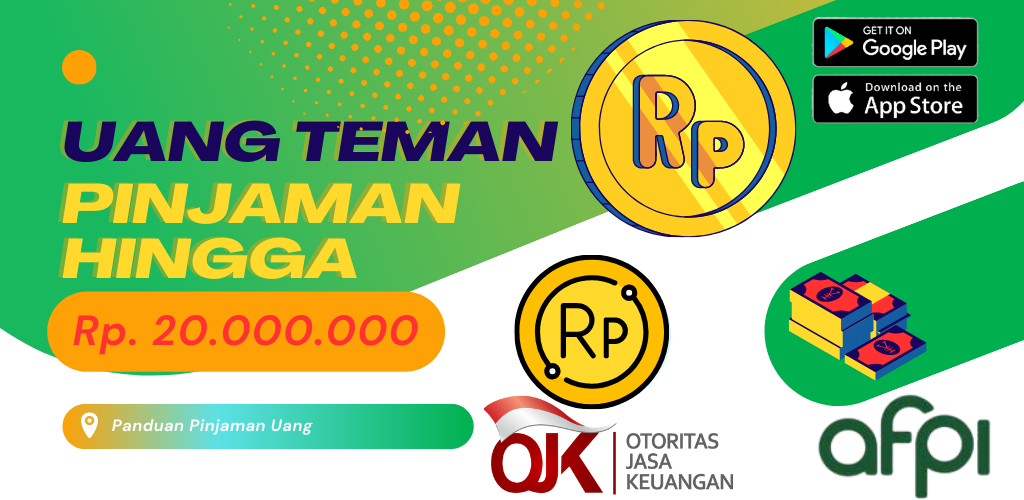 GET IT ON
Google Play
Download on the
App Store
UANG TEMAN
PINJAMAN
HINGGA
Rp. 20.000.000
Panduan Pinjaman Uang
Rp
Rp
OJK
OTORITAS
JASA
KEUANGAN
afpi